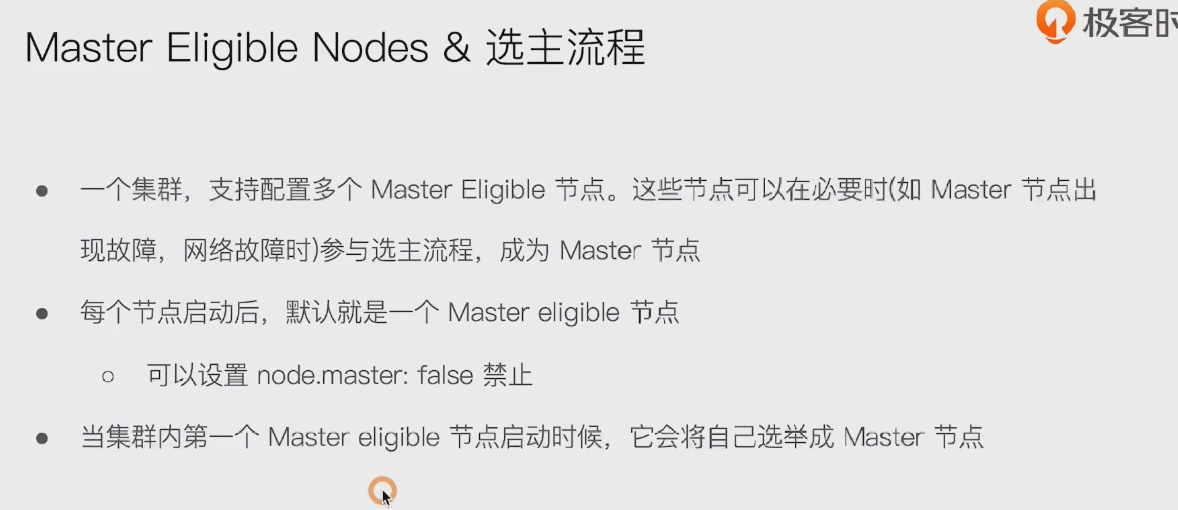 极客时
Master Eligible Nodes & 选主流程
一个集群，支持配置多个 Master Eligible 节点。这些节点可以在必要时(如 Master 节点出
现故障，网络故障时)参与选主流程，成为 Master 节点
每个节点启动后，默认就是一个 Master eligible 节点
可以设置 node.master: false 禁止
当集群内第一个 Master eligible 节点启动时候，它会将自己选举成 Master 节点